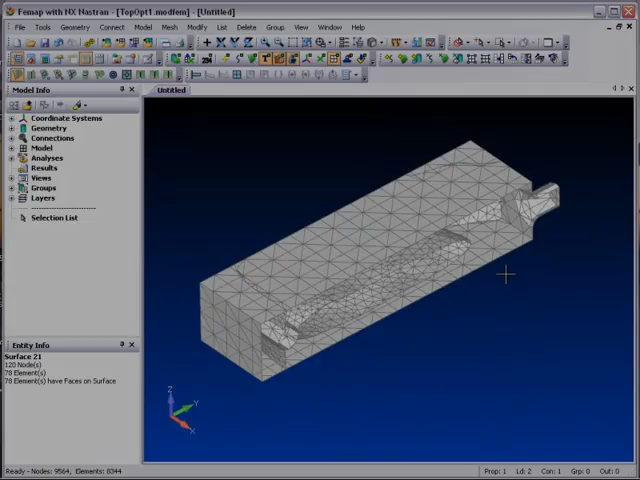 Femap with NX Nastran - [TopOpt1.modfem] - [Untitled]
File Tools Geometry Connect Model Mesh Modify List Delete Group View Window Help
Model Info
Untitled
Coordinate Systems
Geometry
Connections
Model
Analyses
Results
Views
Groups
Layers
Selection List
Entity Info
Surface 21
120 Node(s)
78 Element(s)
78 Element(s) have Faces on Surface
Z
Y
X
Ready - Nodes: 9564, Elements: 8344
Prop: 1 Ld: 2 Con: 1 Grp: 0 Out: 0